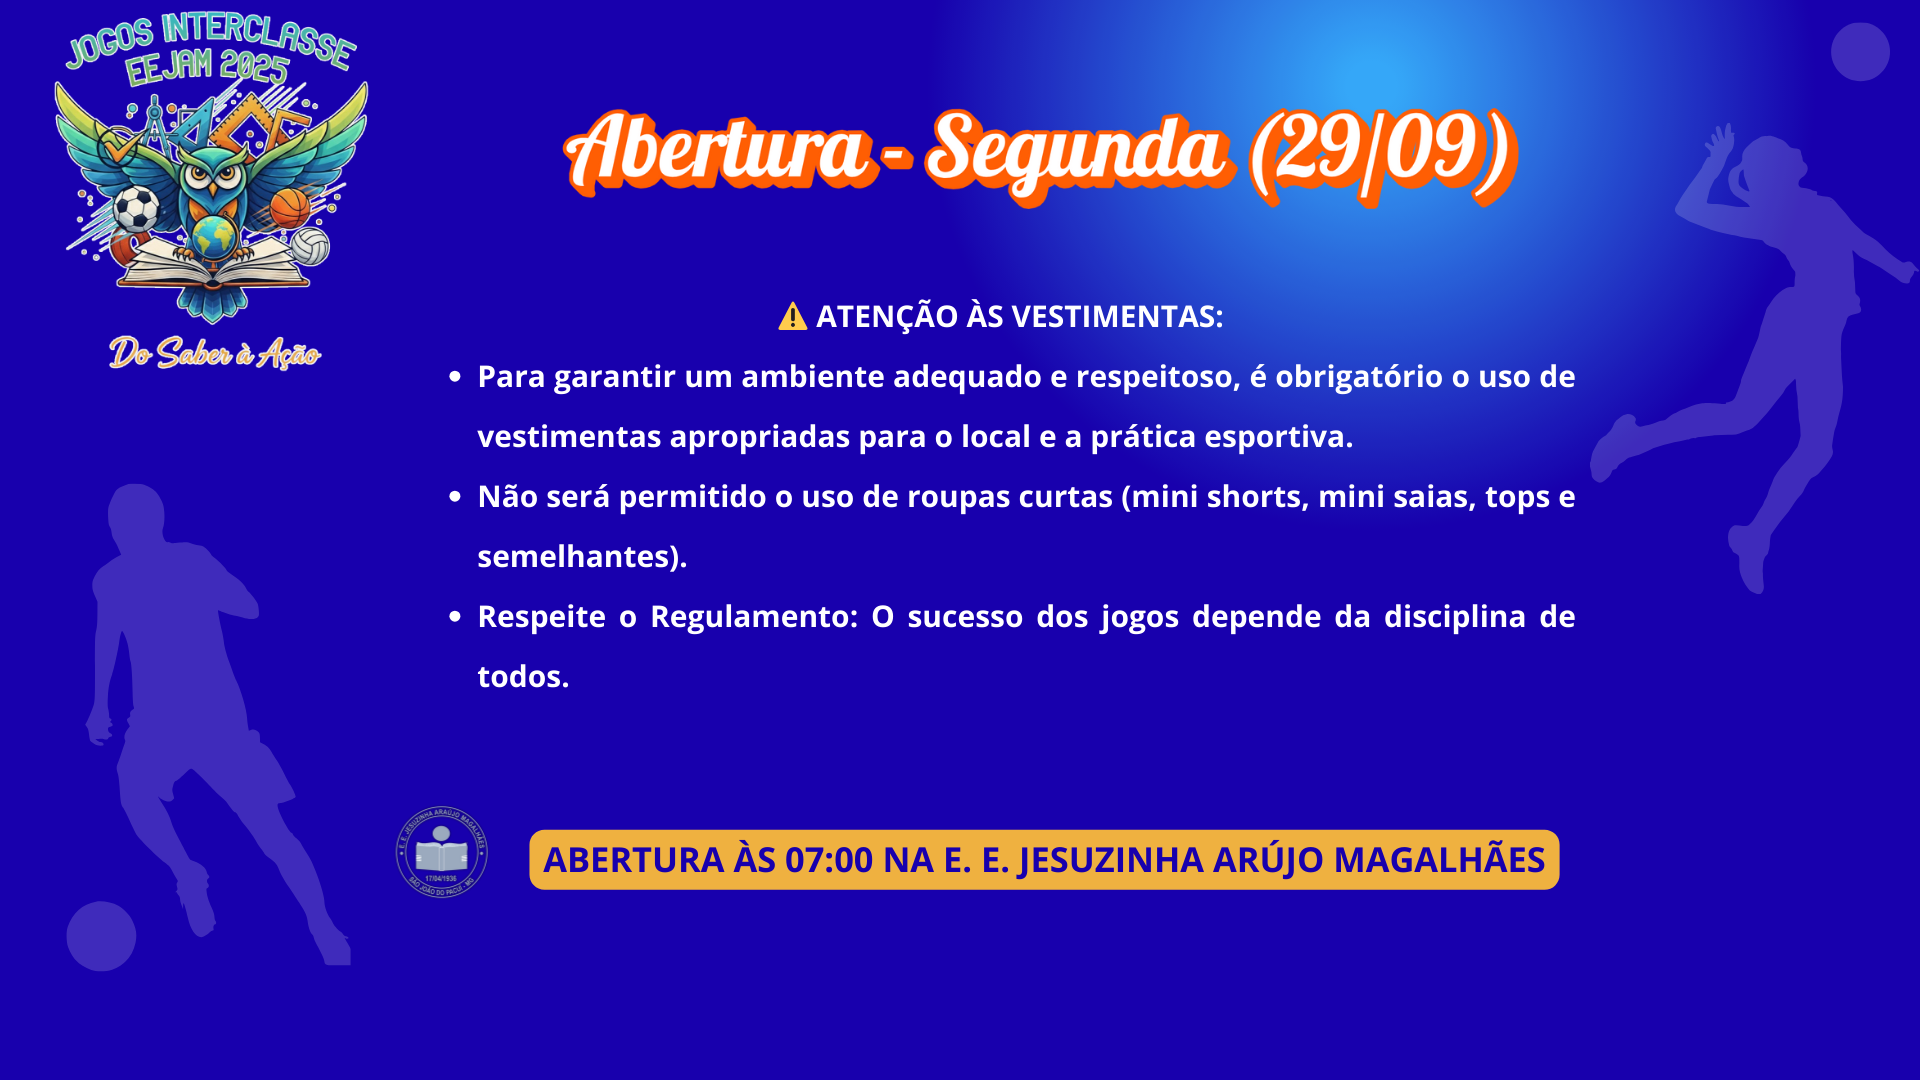 JOGOS INTERCLASSE
EEJAM 2025
Do Saber à Ação
Abertura - Segunda (29/09)
⚠️ ATENÇÃO ÀS VESTIMENTAS:
• Para garantir um ambiente adequado e respeitoso, é obrigatório o uso de
vestimentas apropriadas para o local e a prática esportiva.
• Não será permitido o uso de roupas curtas (mini shorts, mini saias, tops e
semelhantes).
• Respeite o Regulamento: O sucesso dos jogos depende da disciplina de
todos.
E. E. JESUZINHA ARAÚJO MAGALHÃES
17/04/1936
SÃO JOÃO DO PACUÍ - MG
ABERTURA ÀS 07:00 NA E. E. JESUZINHA ARÚJO MAGALHÃES